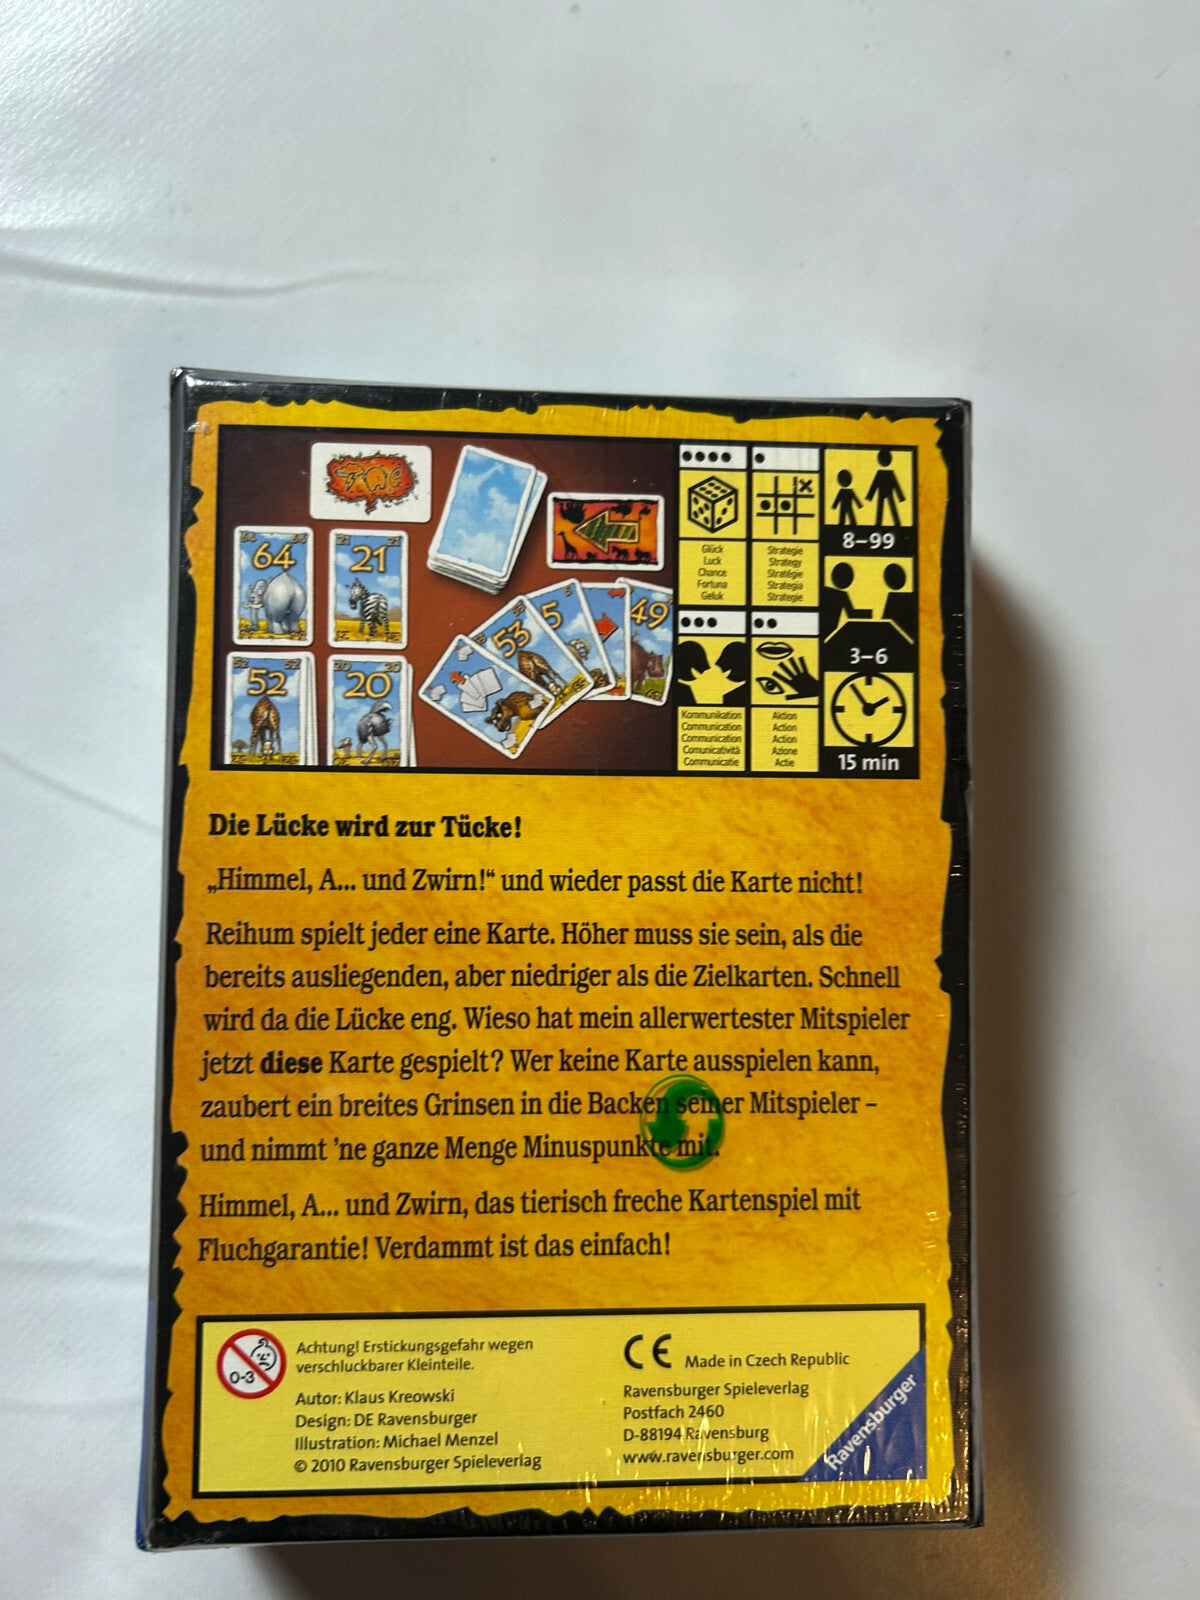 64
21
52 52
52
20 20
20
53
5
49
Glück
Luck
Chance
Fortuna
Geluk
Strategie
Strategy
Stratégie
Strategia
Strategie
8–99
Kommunikation
Communication
Communication
Comunicatività
Communicatie
Aktion
Action
Action
Azione
Actie
3–6
15 min
Die Lücke wird zur Tücke!
„Himmel, A... und Zwirn!“ und wieder passt die Karte nicht!
Reihum spielt jeder eine Karte. Höher muss sie sein, als die
bereits ausliegenden, aber niedriger als die Zielkarten. Schnell
wird da die Lücke eng. Wieso hat mein allerwertester Mitspieler
jetzt diese Karte gespielt? Wer keine Karte ausspielen kann,
zaubert ein breites Grinsen in die Backen seiner Mitspieler –
und nimmt ’ne ganze Menge Minuspunkte mit.
Himmel, A... und Zwirn, das tierisch freche Kartenspiel mit
Fluchgarantie! Verdammt ist das einfach!
0-3
Achtung! Erstickungsgefahr wegen
verschluckbarer Kleinteile.
Autor: Klaus Kreowski
Design: DE Ravensburger
Illustration: Michael Menzel
© 2010 Ravensburger Spieleverlag
CE Made in Czech Republic
Ravensburger Spieleverlag
Postfach 2460
D-88194 Ravensburg
www.ravensburger.com
Ravensburger